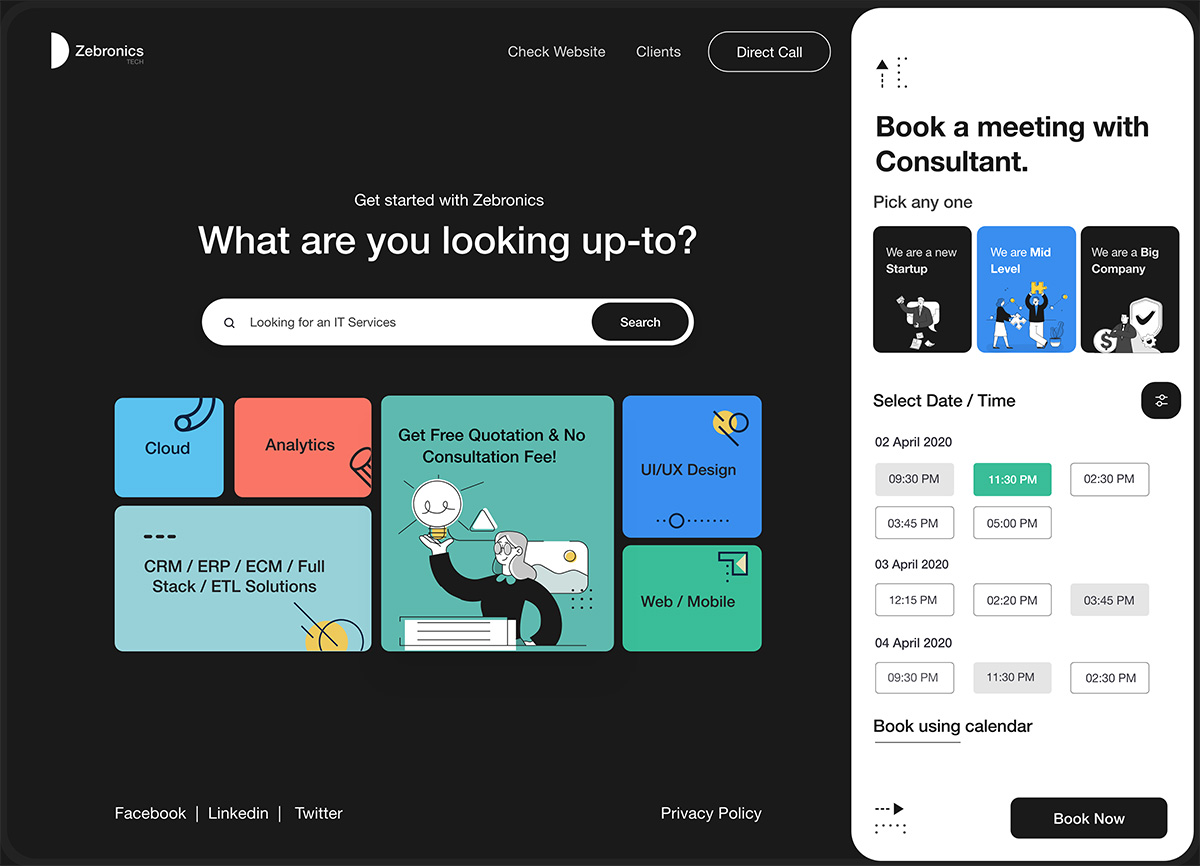 Zebronics
TECH
Check Website
Clients
Direct Call
Get started with Zebronics
What are you looking up-to?
Looking for an IT Services
Search
Cloud
Analytics
CRM / ERP / ECM / Full
Stack / ETL Solutions
Get Free Quotation & No
Consultation Fee!
UI/UX Design
Web / Mobile
Facebook | Linkedin | Twitter
Privacy Policy
Book a meeting with
Consultant.
Pick any one
We are a new
Startup
We are Mid
Level
We are a Big
Company
$
Select Date / Time
02 April 2020
09:30 PM
11:30 PM
02:30 PM
03:45 PM
05:00 PM
03 April 2020
12:15 PM
02:20 PM
03:45 PM
04 April 2020
09:30 PM
11:30 PM
02:30 PM
Book using calendar
Book Now